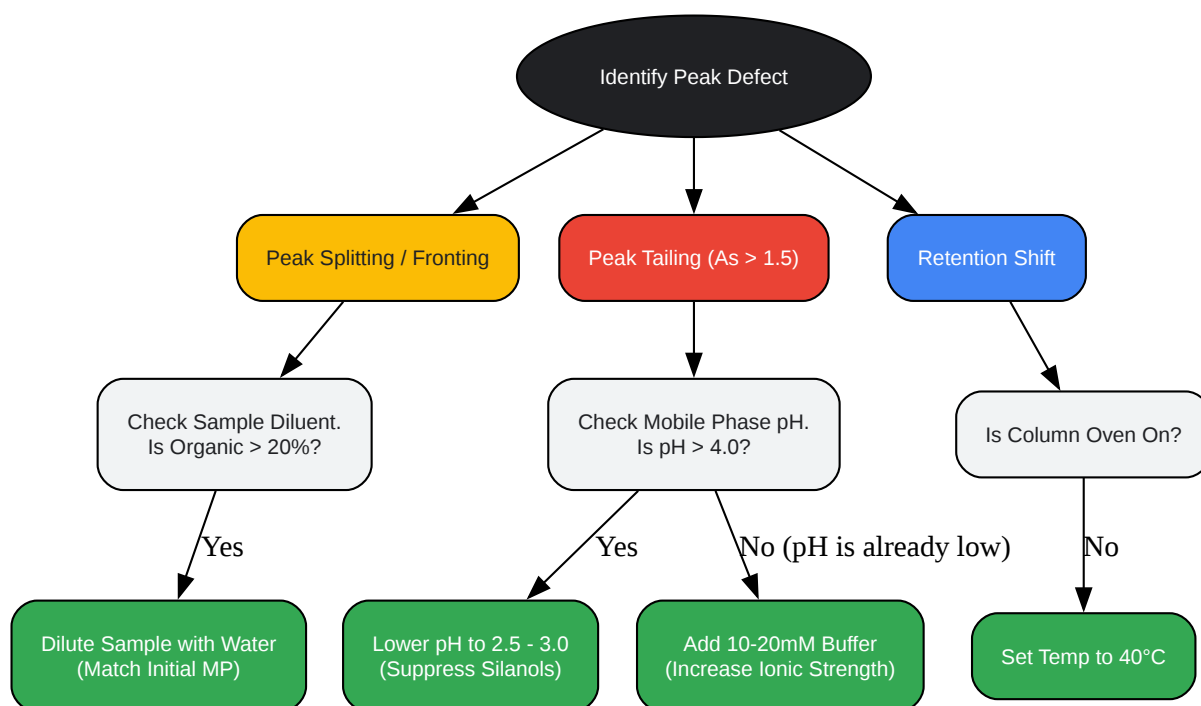 Identify Peak Defect
Peak Splitting / Fronting
Peak Tailing (As > 1.5)
Retention Shift
Check Sample Diluent.
Is Organic > 20%?
Check Mobile Phase pH.
Is pH > 4.0?
Is Column Oven On?
Yes
Yes
No (pH is already low)
No
Dilute Sample with Water
(Match Initial MP)
Lower pH to 2.5 - 3.0
(Suppress Silanols)
Add 10-20mM Buffer
(Increase Ionic Strength)
Set Temp to 40°C